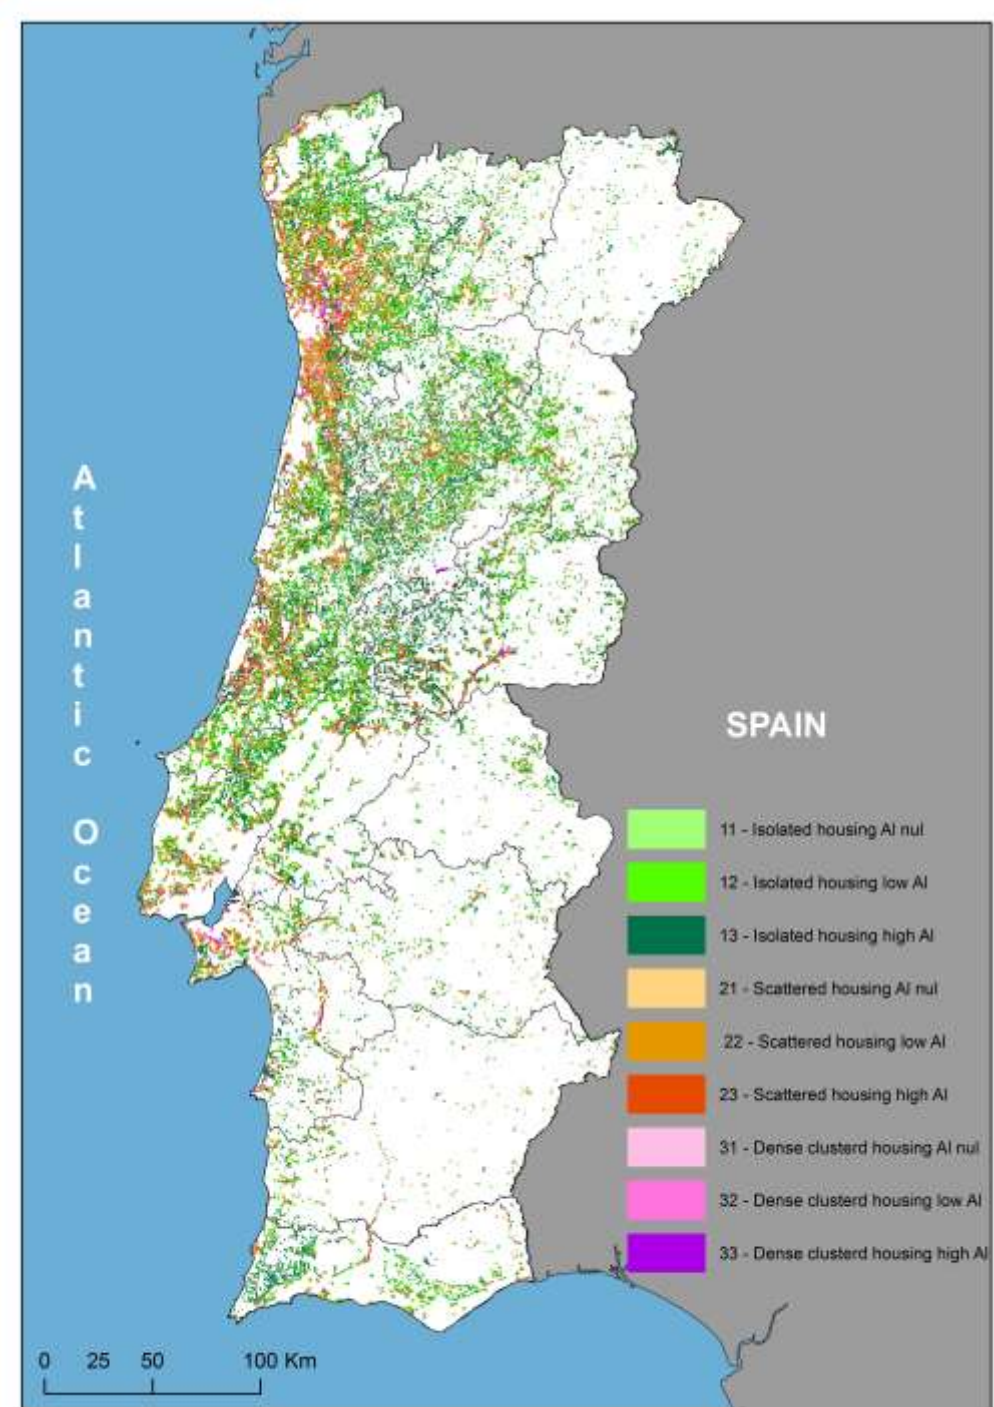 Atlantic Ocean
SPAIN
11 - Isolated housing AI nul
12 - Isolated housing low AI
13 - Isolated housing high AI
21 - Scattered housing AI nul
22 - Scattered housing low AI
23 - Scattered housing high AI
31 - Dense clusterd housing AI nul
32 - Dense clusterd housing low AI
33 - Dense clusterd housing high AI
0 25 50 100 Km